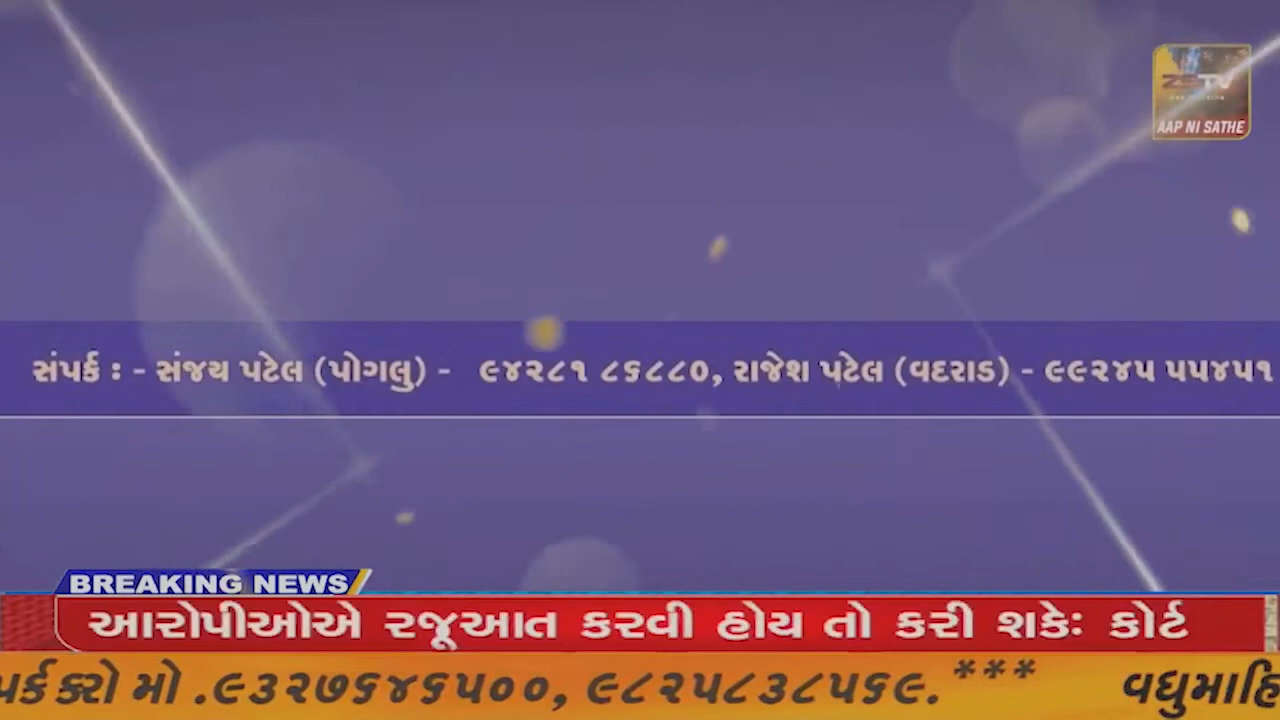 AAP NI SATHE
સંપર્ક : - સંજય પટેલ (પોગલુ) - ૯૪૨૮૧ ૮૬૮૮૦, રાજેશ પટેલ (વદરાડ) - ૯૯૨૪૫ ૫૫૪૫૧
BREAKING NEWS
આરોપીઓએ રજૂઆત કરવી હોય તો કરી શકેઃ કોર્ટ
પર્ક કરો મો .૯૩૨૭૬૪૬૫૦૦, ૯૮૨૫૮૩૮૫૬૯. *** વધુમાહિ